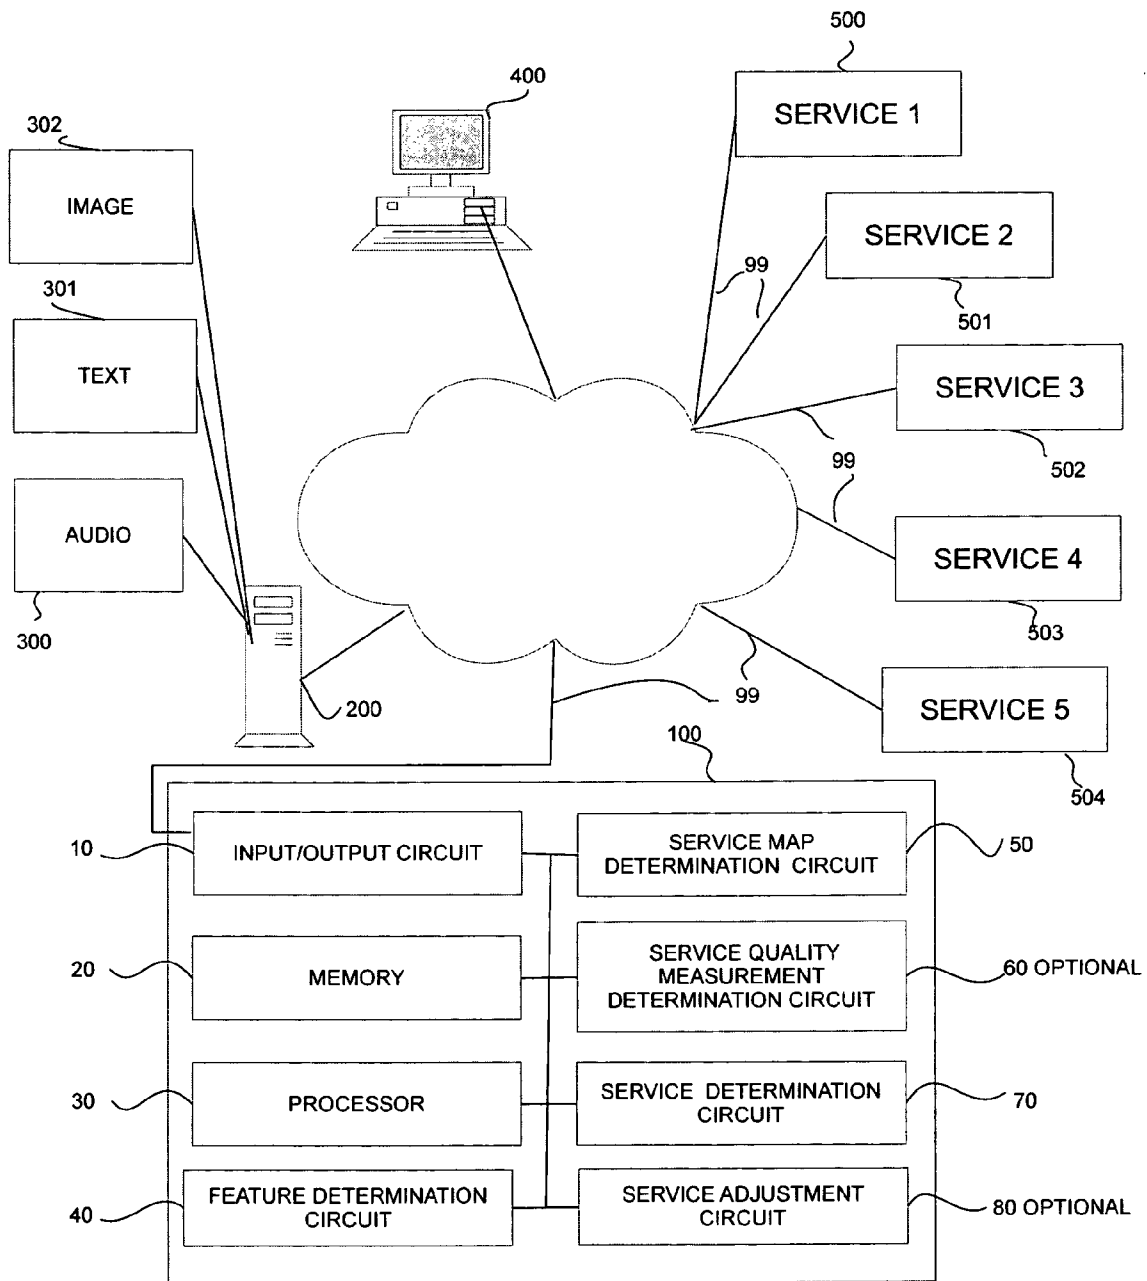 500
SERVICE 1
400
302
IMAGE
SERVICE 2
99
501
301
TEXT
SERVICE 3
99
502
AUDIO
300
SERVICE 4
503
200
99
SERVICE 5
504
100
10
INPUT/OUTPUT CIRCUIT
SERVICE MAP
DETERMINATION CIRCUIT
50
20
MEMORY
SERVICE QUALITY
MEASUREMENT
DETERMINATION CIRCUIT
60 OPTIONAL
30
PROCESSOR
SERVICE DETERMINATION
CIRCUIT
70
40
FEATURE DETERMINATION
CIRCUIT
SERVICE ADJUSTMENT
CIRCUIT
80 OPTIONAL